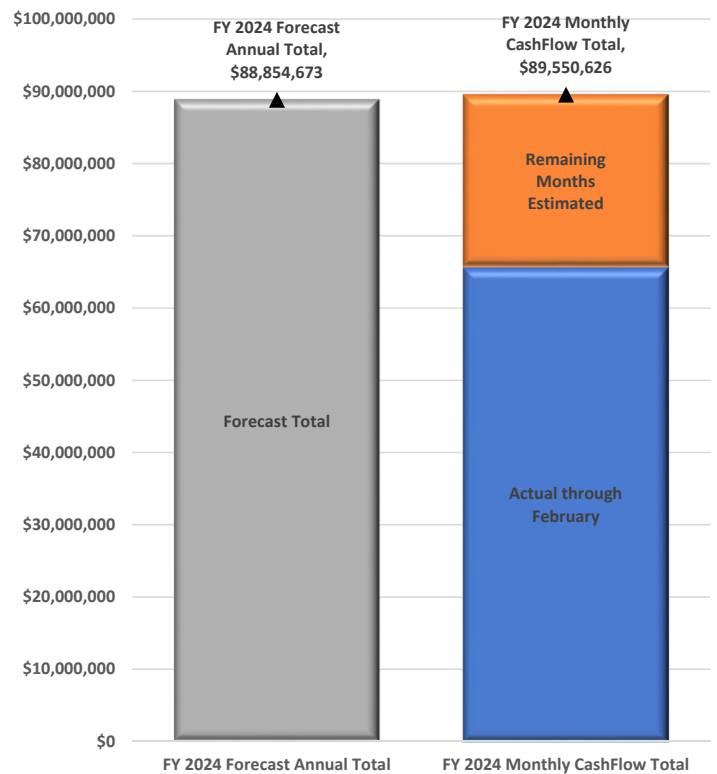 $100,000,000
$90,000,000
$80,000,000
$70,000,000
$60,000,000
$50,000,000
$40,000,000
$30,000,000
$20,000,000
$10,000,000
$0
FY 2024 Forecast
Annual Total,
$88,854,673
FY 2024 Monthly
CashFlow Total,
$89,550,626
Remaining
Months
Estimated
Forecast Total
Actual through
February
FY 2024 Forecast Annual Total
FY 2024 Monthly CashFlow Total